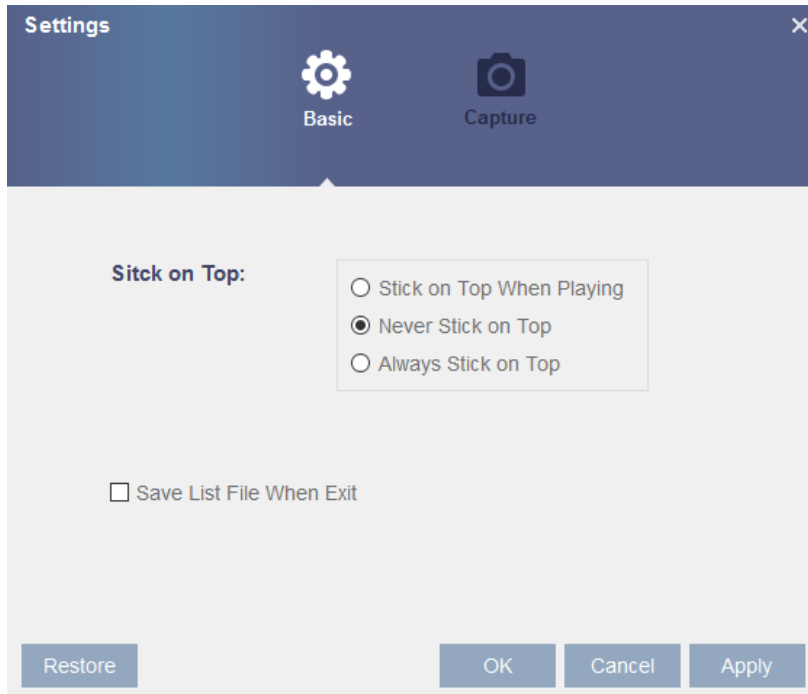 Settings
Basic Capture
Sitck on Top:
Stick on Top When Playing
Never Stick on Top
Always Stick on Top
Save List File When Exit
Restore OK Cancel Apply